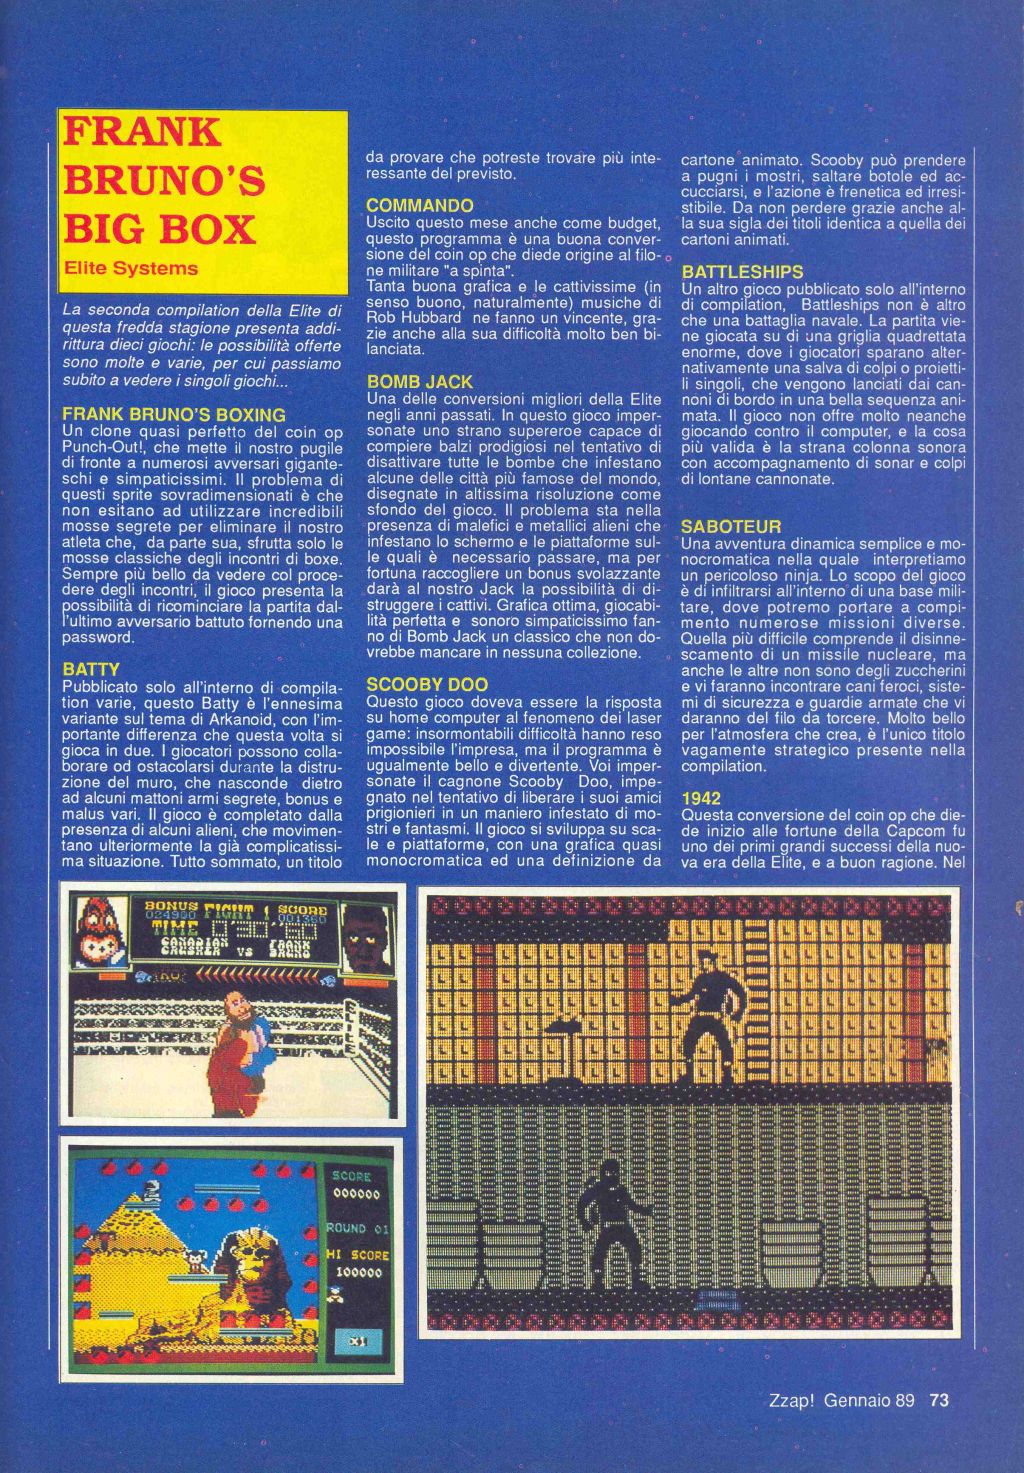 FRANK
BRUNO'S
BIG BOX
Elite Systems
La seconda compilation della Elite di
questa fredda stagione presenta addi-
rittura dieci giochi: le possibilità offerte
sono molte e varie, per cui passiamo
subito a vedere i singoli giochi...
FRANK BRUNO'S BOXING
Un clone quasi perfetto del coin op
Punch-Out!, che mette il nostro pugile
di fronte a numerosi avversari gigante-
schi e simpaticissimi. Il problema di
questi sprite sovradimensionati è che
non esitano ad utilizzare incredibili
mosse segrete per eliminare il nostro
atleta che, da parte sua, sfrutta solo le
mosse classiche degli incontri di boxe.
Sempre più bello da vedere col proce-
dere degli incontri, il gioco presenta la
possibilità di ricominciare la partita dal-
l'ultimo avversario battuto fornendo una
password.
BATTY
Pubblicato solo all'interno di compila-
tion varie, questo Batty è l'ennesima
variante sul tema di Arkanoid, con l'im-
portante differenza che questa volta si
gioca in due. I giocatori possono colla-
borare od ostacolarsi durante la distru-
zione del muro, che nasconde dietro
ad alcuni mattoni armi segrete, bonus e
malus vari. Il gioco è completato dalla
presenza di alcuni alieni, che movimen-
tano ulteriormente la già complicatissi-
ma situazione. Tutto sommato, un titolo
da provare che potreste trovare più inte-
ressante del previsto.
COMMANDO
Uscito questo mese anche come budget,
questo programma è una buona conver-
sione del coin op che diede origine al filo-
ne militare "a spinta".
Tanta buona grafica e le cattivissime (in
senso buono, naturalmente) musiche di
Rob Hubbard ne fanno un vincente, gra-
zie anche alla sua difficoltà molto ben bi-
lanciata.
BOMB JACK
Una delle conversioni migliori della Elite
negli anni passati. In questo gioco imper-
sonate uno strano supereroe capace di
compiere balzi prodigiosi nel tentativo di
disattivare tutte le bombe che infestano
alcune delle città più famose del mondo,
disegnate in altissima risoluzione come
sfondo del gioco. Il problema sta nella
presenza di malefici e metallici alieni che
infestano lo schermo e le piattaforme sul-
le quali è necessario passare, ma per
fortuna raccogliere un bonus svolazzante
darà al nostro Jack la possibilità di di-
struggere i cattivi. Grafica ottima, giocabi-
lità perfetta e sonoro simpaticissimo fan-
no di Bomb Jack un classico che non do-
vrebbe mancare in nessuna collezione.
SCOOBY DOO
Questo gioco doveva essere la risposta
su home computer al fenomeno dei laser
game: insormontabili difficoltà hanno reso
impossibile l'impresa, ma il programma è
ugualmente bello e divertente. Voi imper-
sonate il cagnone Scooby Doo, impe-
gnato nel tentativo di liberare i suoi amici
prigionieri in un maniero infestato di mo-
stri e fantasmi. Il gioco si sviluppa su sca-
le e piattaforme, con una grafica quasi
monocromatica ed una definizione da
cartone animato. Scooby può prendere
a pugni i mostri, saltare botole ed ac-
cucciarsi, e l'azione è frenetica ed irresi-
stibile. Da non perdere grazie anche al-
la sua sigla dei titoli identica a quella dei
cartoni animati.
BATTLESHIPS
Un altro gioco pubblicato solo all'interno
di compilation, Battleships non è altro
che una battaglia navale. La partita vie-
ne giocata su di una griglia quadrettata
enorme, dove i giocatori sparano alter-
nativamente una salva di colpi o proietti-
li singoli, che vengono lanciati dai can-
noni di bordo in una bella sequenza ani-
mata. Il gioco non offre molto neanche
giocando contro il computer, e la cosa
più valida è la strana colonna sonora
con accompagnamento di sonar e colpi
di lontane cannonate.
SABOTEUR
Una avventura dinamica semplice e mo-
nocromatica nella quale interpretiamo
un pericoloso ninja. Lo scopo del gioco
è di infiltrarsi all'interno di una base mili-
tare, dove potremo portare a compi-
mento numerose missioni diverse.
Quella più difficile comprende il disinne-
scamento di un missile nucleare, ma
anche le altre non sono degli zuccherini
e vi faranno incontrare cani feroci, siste-
mi di sicurezza e guardie armate che vi
daranno del filo da torcere. Molto bello
per l'atmosfera che crea, è l'unico titolo
vagamente strategico presente nella
compilation.
1942
Questa conversione del coin op che die-
de inizio alle fortune della Capcom fu
uno dei primi grandi successi della nuo-
va era della Elite, e a buon ragione. Nel
BONUS FIGHT 1 SCORE
024900 001360
TIME 0'30"60
CANADIAN FRANK
CRUSHER VS BRUNO
K.O!
SCORE
000000
ROUND 01
HI SCORE
100000
x1
Zzap! Gennaio 89 73